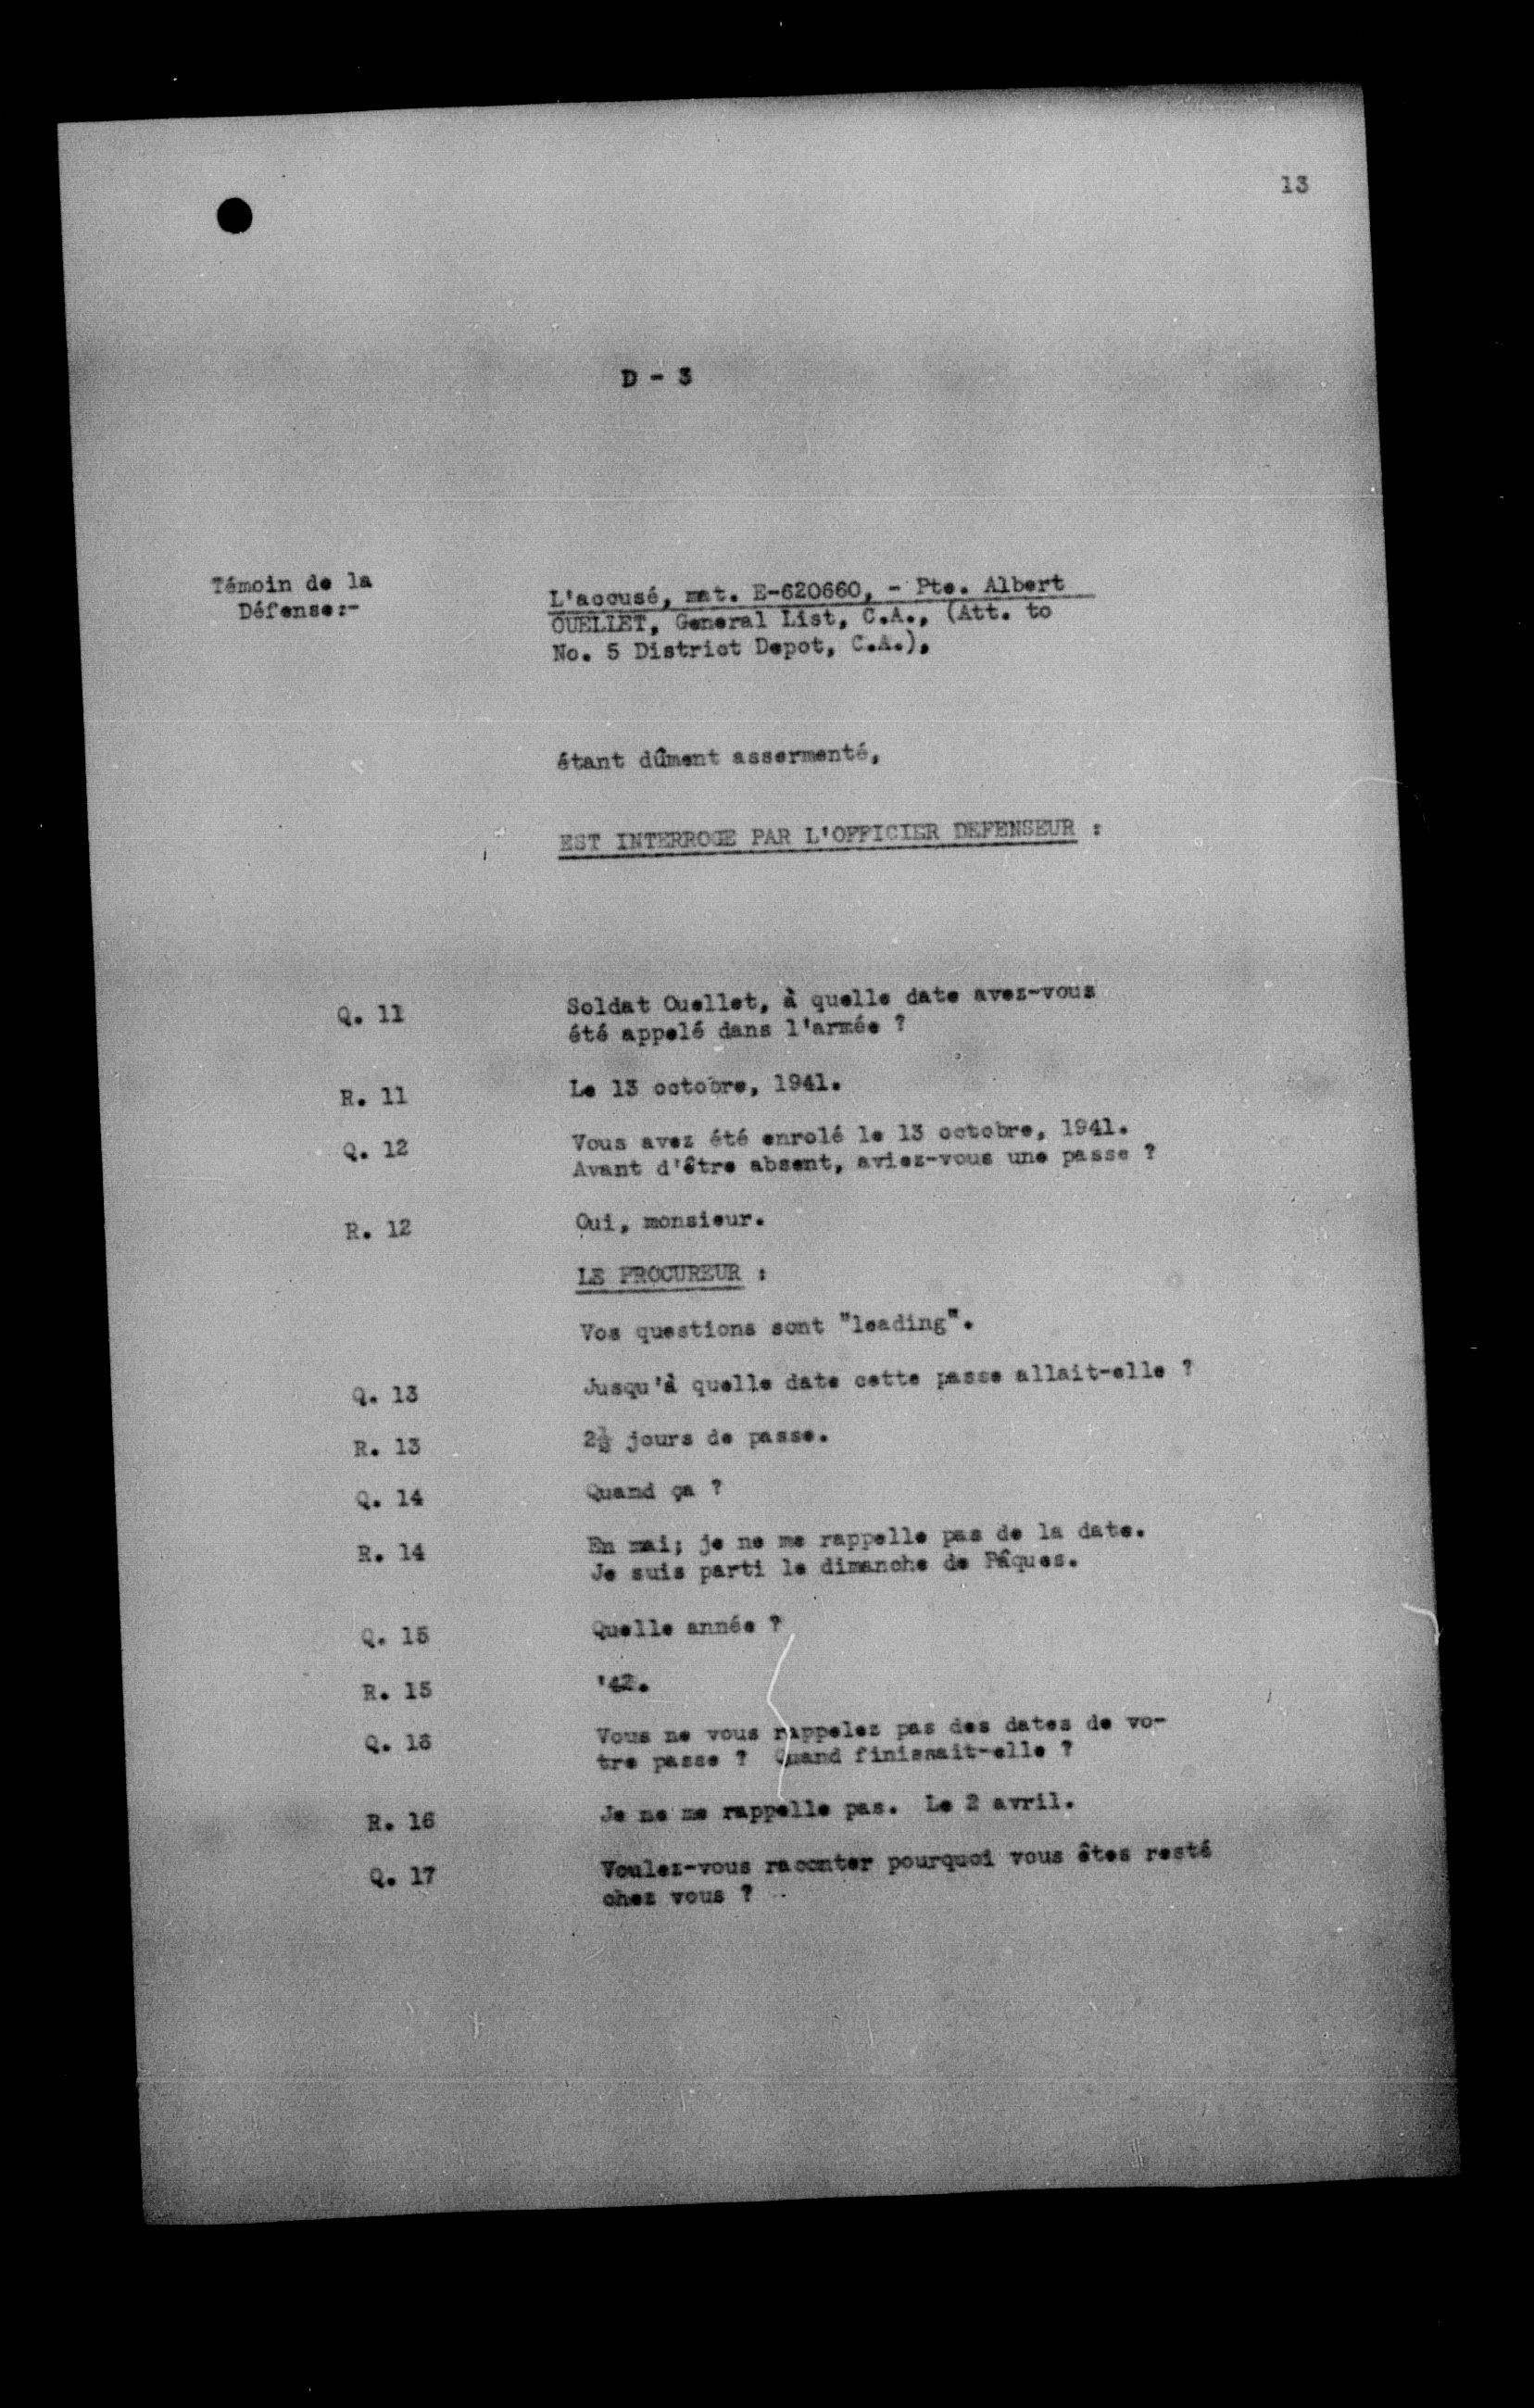 13
D - 3
Témoin de la
Défense:-
L'accusé, mat. E-620660, - Pte. Albert
OUELLET, General List, C.A., (Att. to
No. 5 District Depot, C.A.),
étant dûment assermenté,
EST INTERROGE PAR L'OFFICIER DEFENSEUR :
Q. 11 Soldat Ouellet, à quelle date avez-vous
été appelé dans l'armée ?
R. 11 Le 13 octobre, 1941.
Q. 12 Vous avez été enrolé le 13 octobre, 1941.
Avant d'être absent, aviez-vous une passe ?
R. 12 Oui, monsieur.
LE PROCUREUR :
Vos questions sont "leading".
Q. 13 Jusqu'à quelle date cette passe allait-elle ?
R. 13 2½ jours de passe.
Q. 14 Quand ça ?
R. 14 En mai; je ne me rappelle pas de la date.
Je suis parti le dimanche de Pâques.
Q. 15 Quelle année ?
R. 15 '42.
Q. 16 Vous ne vous rappelez pas des dates de vo-
tre passe ? Quand finissait-elle ?
R. 16 Je ne me rappelle pas. Le 2 avril.
Q. 17 Voulez-vous raconter pourquoi vous êtes resté
chez vous ?